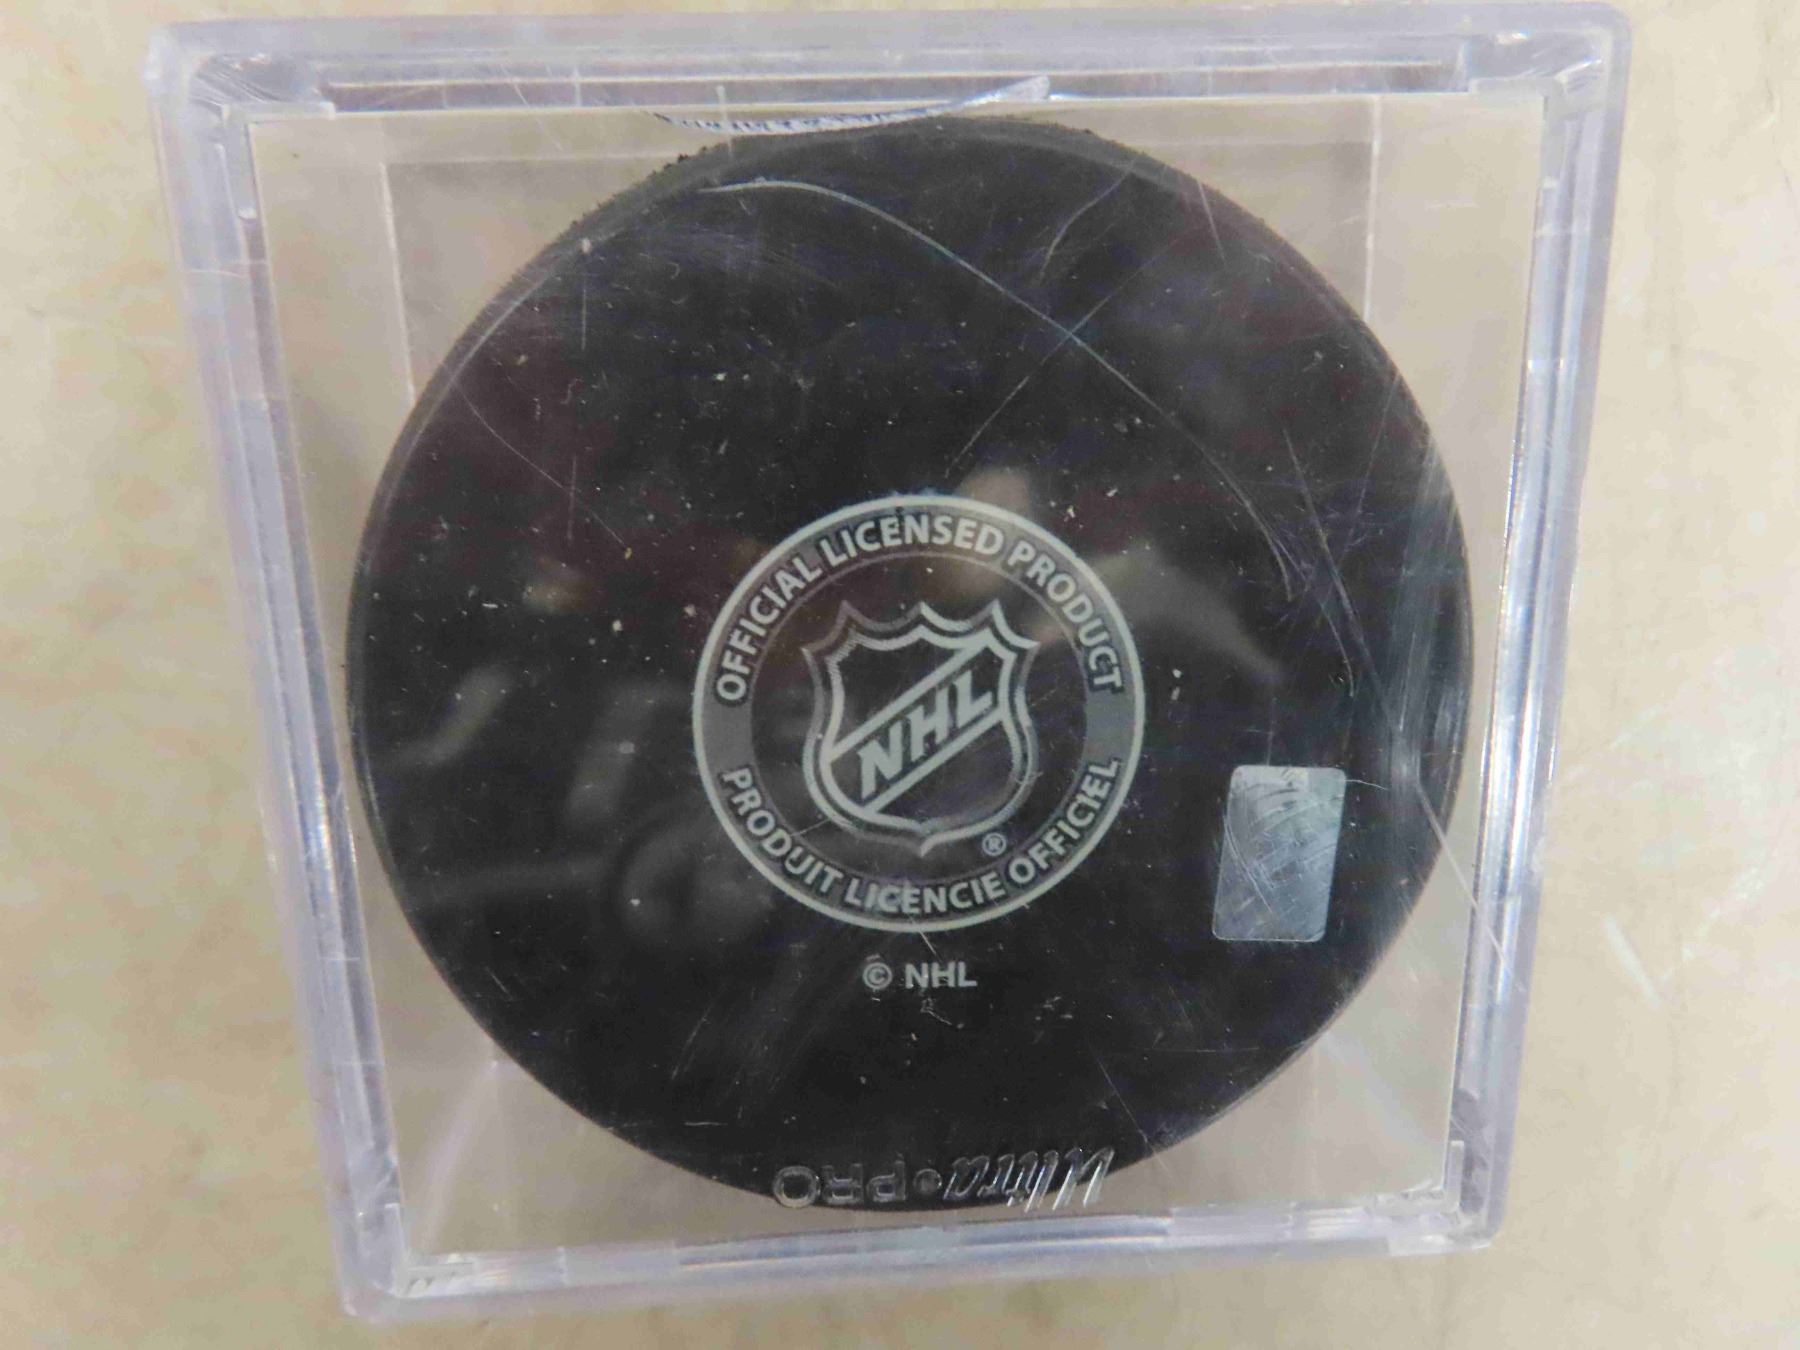 OFFICIAL LICENSED PRODUCT
NHL
®
PRODUIT LICENCIE OFFICIEL
© NHL
Ultra•PRO